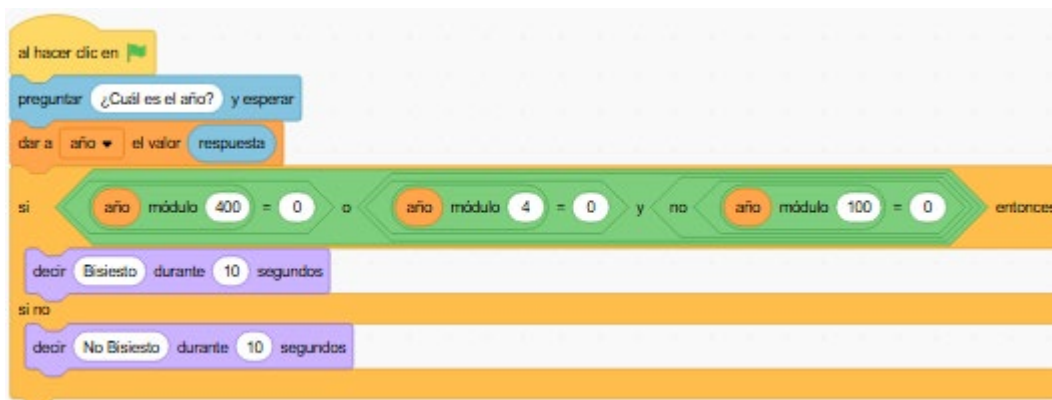 al hacer clic en
preguntar ¿Cuál es el año? y esperar
dar a año el valor respuesta
si año módulo 400 = 0 o año módulo 4 = 0 y no año módulo 100 = 0 entonces
decir Bisiesto durante 10 segundos
si no
decir No Bisiesto durante 10 segundos